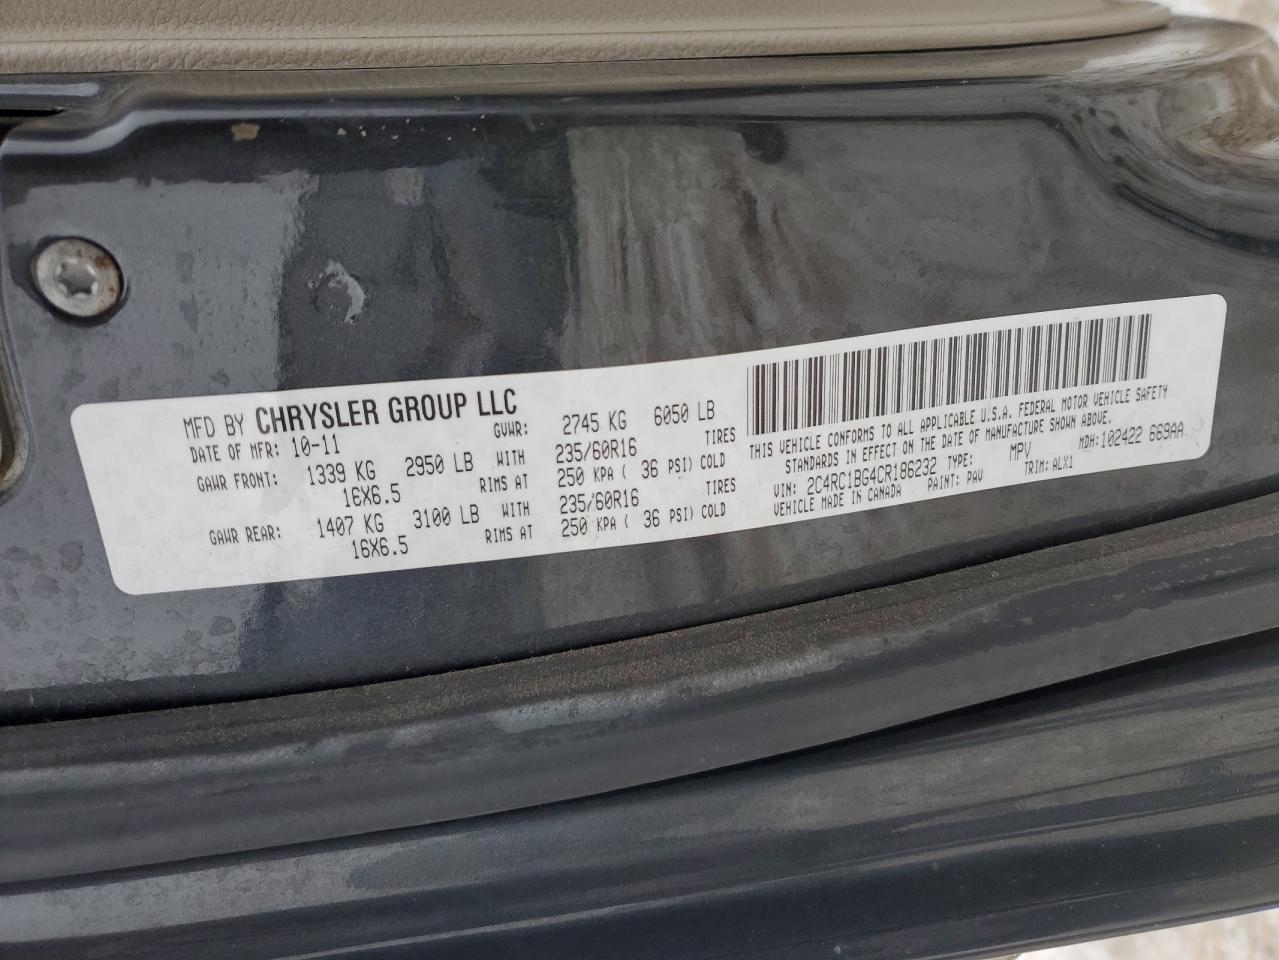 MFD BY CHRYSLER GROUP LLC
DATE OF MFR: 10-11 GVWR: 2745 KG 6050 LB
GAWR FRONT: 1339 KG 2950 LB WITH 235/60R16 TIRES
16X6.5 RIMS AT 250 KPA ( 36 PSI) COLD
GAWR REAR: 1407 KG 3100 LB WITH 235/60R16 TIRES
16X6.5 RIMS AT 250 KPA ( 36 PSI) COLD
THIS VEHICLE CONFORMS TO ALL APPLICABLE U.S.A. FEDERAL MOTOR VEHICLE SAFETY
STANDARDS IN EFFECT ON THE DATE OF MANUFACTURE SHOWN ABOVE.
VIN: 2C4RC1BG4CR186232 TYPE: MPV MDH: 102422 669AA
VEHICLE MADE IN CANADA PAINT: PAV TRIM: ALX1